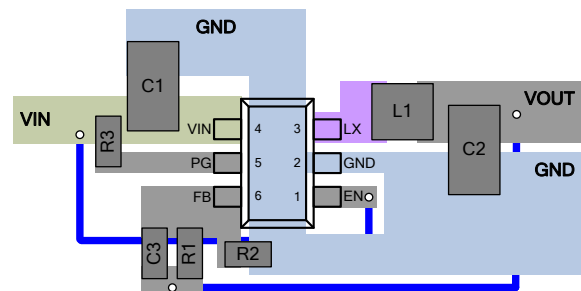 GND
C1
VIN
VOUT
L1
R3
VIN 4 3 LX
C2
PG 5 2 GND
GND
FB 6 1 EN
C3
R1
R2